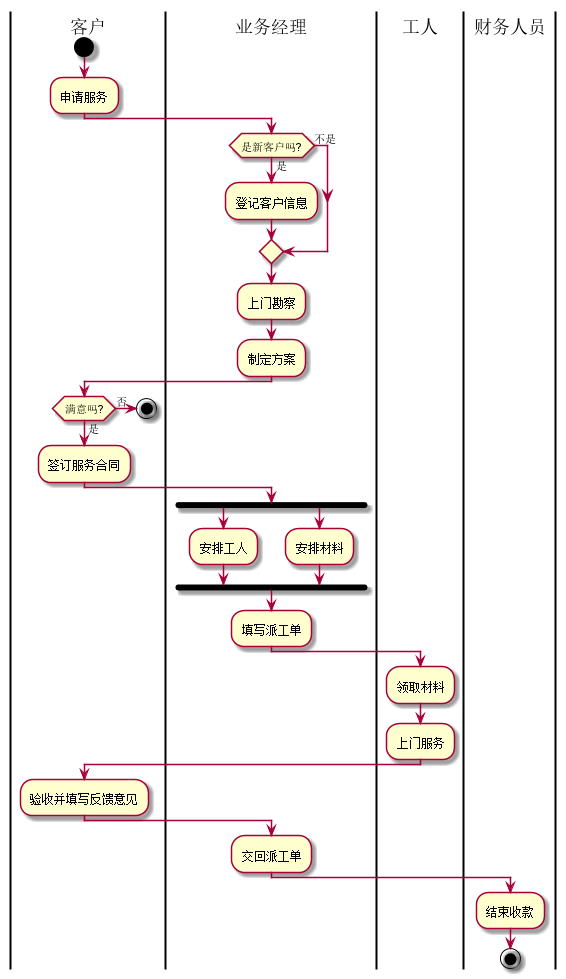 客户 业务经理 工人 财务人员
申请服务
是新客户吗? 不是
是
登记客户信息
上门勘察
制定方案
满意吗? 否
是
签订服务合同
安排工人 安排材料
填写派工单
领取材料
上门服务
验收并填写反馈意见
交回派工单
结束收款